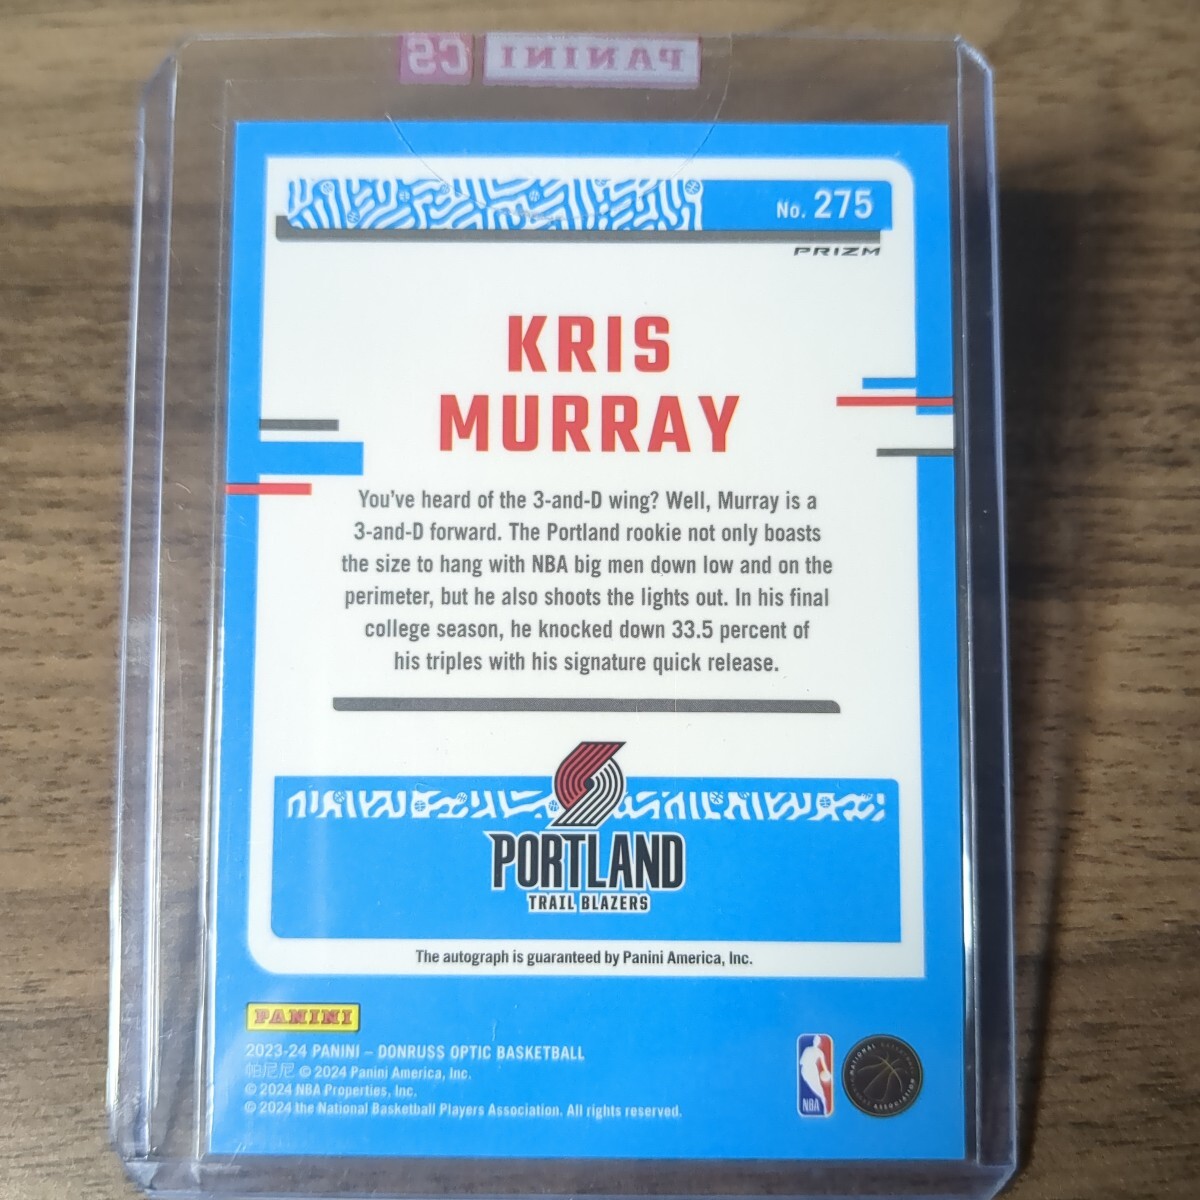 CS PANINI
No. 275
PRIZM
KRIS
MURRAY
You've heard of the 3-and-D wing? Well, Murray is a
3-and-D forward. The Portland rookie not only boasts
the size to hang with NBA big men down low and on the
perimeter, but he also shoots the lights out. In his final
college season, he knocked down 33.5 percent of
his triples with his signature quick release.
PORTLAND
TRAIL BLAZERS
The autograph is guaranteed by Panini America, Inc.
PANINI
2023-24 PANINI – DONRUSS OPTIC BASKETBALL
帕尼尼 © 2024 Panini America, Inc.
© 2024 NBA Properties, Inc.
© 2024 the National Basketball Players Association. All rights reserved.
NBA